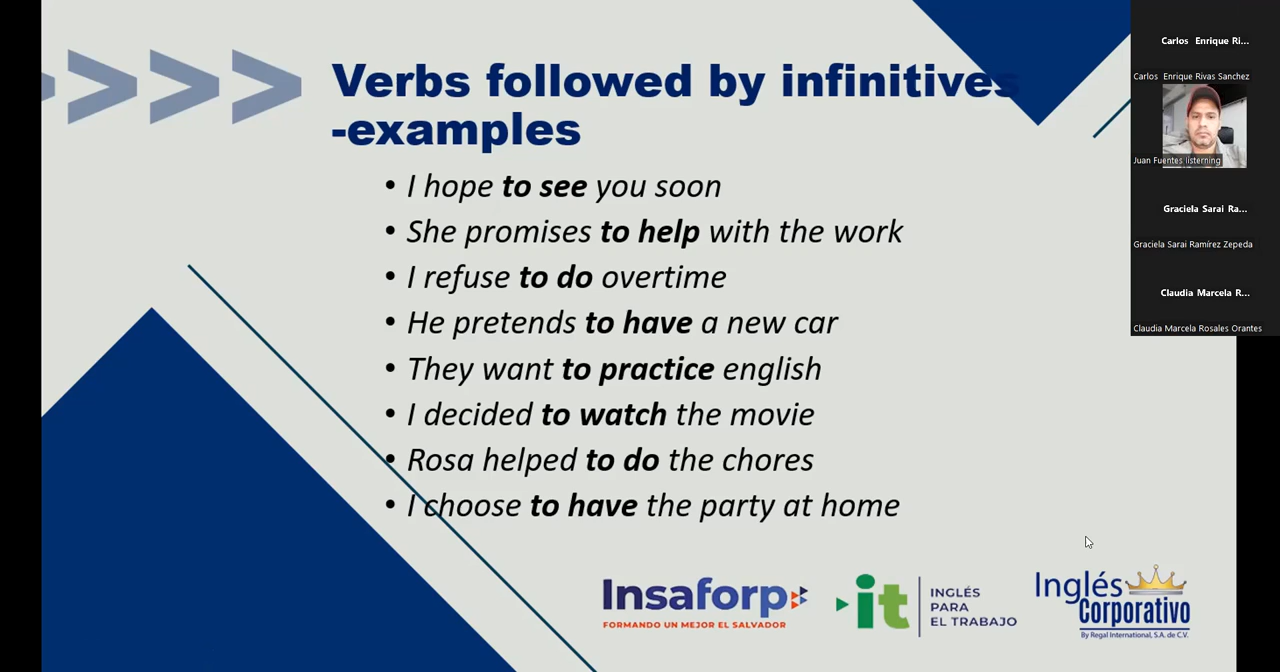 Verbs followed by infinitives
-examples
• I hope to see you soon
• She promises to help with the work
• I refuse to do overtime
• He pretends to have a new car
• They want to practice english
• I decided to watch the movie
• Rosa helped to do the chores
• I choose to have the party at home
Insaforp
FORMANDO UN MEJOR EL SALVADOR
it
INGLÉS
PARA
EL TRABAJO
Inglés
Corporativo
By Regal International, S.A. de C.V.
Carlos Enrique Ri...
Carlos Enrique Rivas Sanchez
Juan Fuentes listerning
Graciela Sarai Ra...
Graciela Sarai Ramírez Zepeda
Claudia Marcela R...
Claudia Marcela Rosales Orantes